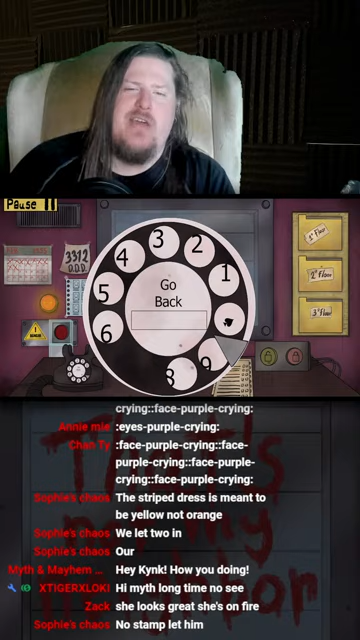 Pause
3312
D.D.D
1st Floor
2nd Floor
3rd Floor
3
2
4
1
5
6
8
9
Go
Back
crying::face-purple-crying:
Annie mie :eyes-purple-crying:
Chan Ty :face-purple-crying::face-
purple-crying::face-purple-
crying::face-purple-crying:
Sophie's chaos The striped dress is meant to
be yellow not orange
Sophie's chaos We let two in
Sophie's chaos Our
Myth & Mayhem ... Hey Kynk! How you doing!
XTIGERXLOKI Hi myth long time no see
Zack she looks great she's on fire
Sophie's chaos No stamp let him
That's
not my
neighbor